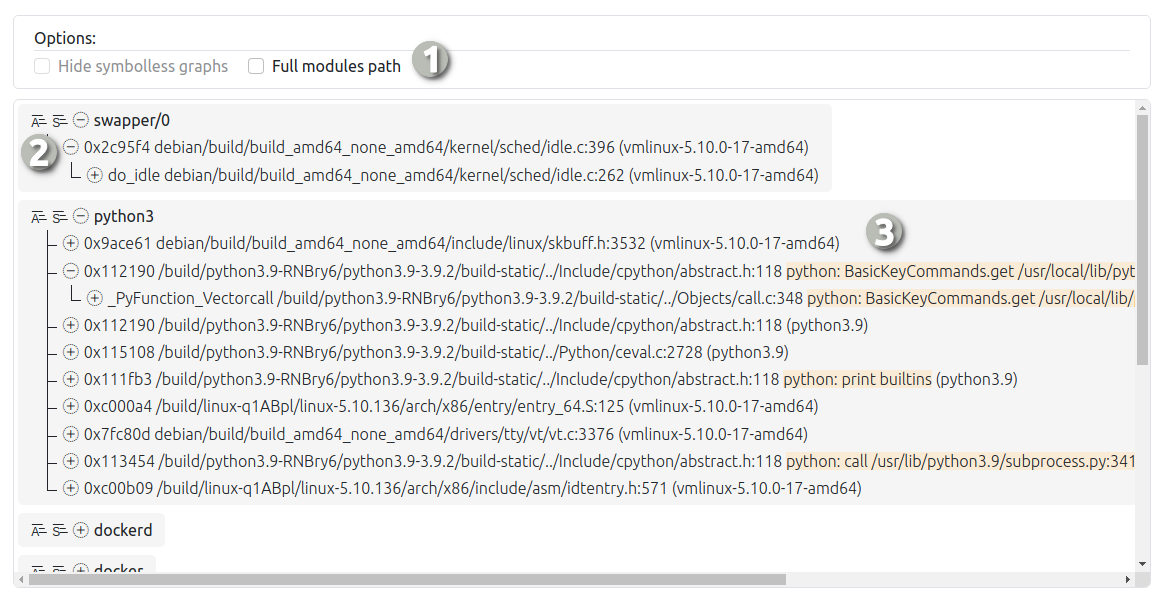 Options:
Hide symbolless graphs Full modules path 1
A S swapper/0
2 0x2c95f4 debian/build/build_amd64_none_amd64/kernel/sched/idle.c:396 (vmlinux-5.10.0-17-amd64)
do_idle debian/build/build_amd64_none_amd64/kernel/sched/idle.c:262 (vmlinux-5.10.0-17-amd64)
A S python3
3
0x9ace61 debian/build/build_amd64_none_amd64/include/linux/skbuff.h:3532 (vmlinux-5.10.0-17-amd64)
0x112190 /build/python3.9-RNBry6/python3.9-3.9.2/build-static/../Include/cpython/abstract.h:118 python: BasicKeyCommands.get /usr/local/lib/pyt
_PyFunction_Vectorcall /build/python3.9-RNBry6/python3.9-3.9.2/build-static/../Objects/call.c:348 python: BasicKeyCommands.get /usr/local/lib/
0x112190 /build/python3.9-RNBry6/python3.9-3.9.2/build-static/../Include/cpython/abstract.h:118 (python3.9)
0x115108 /build/python3.9-RNBry6/python3.9-3.9.2/build-static/../Python/ceval.c:2728 (python3.9)
0x111fb3 /build/python3.9-RNBry6/python3.9-3.9.2/build-static/../Include/cpython/abstract.h:118 python: print builtins (python3.9)
0xc000a4 /build/linux-q1ABpl/linux-5.10.136/arch/x86/entry/entry_64.S:125 (vmlinux-5.10.0-17-amd64)
0x7fc80d debian/build/build_amd64_none_amd64/drivers/tty/vt/vt.c:3376 (vmlinux-5.10.0-17-amd64)
0x113454 /build/python3.9-RNBry6/python3.9-3.9.2/build-static/../Include/cpython/abstract.h:118 python: call /usr/lib/python3.9/subprocess.py:341
0xc00b09 /build/linux-q1ABpl/linux-5.10.136/arch/x86/include/asm/idtentry.h:571 (vmlinux-5.10.0-17-amd64)
A S dockerd
A S docker